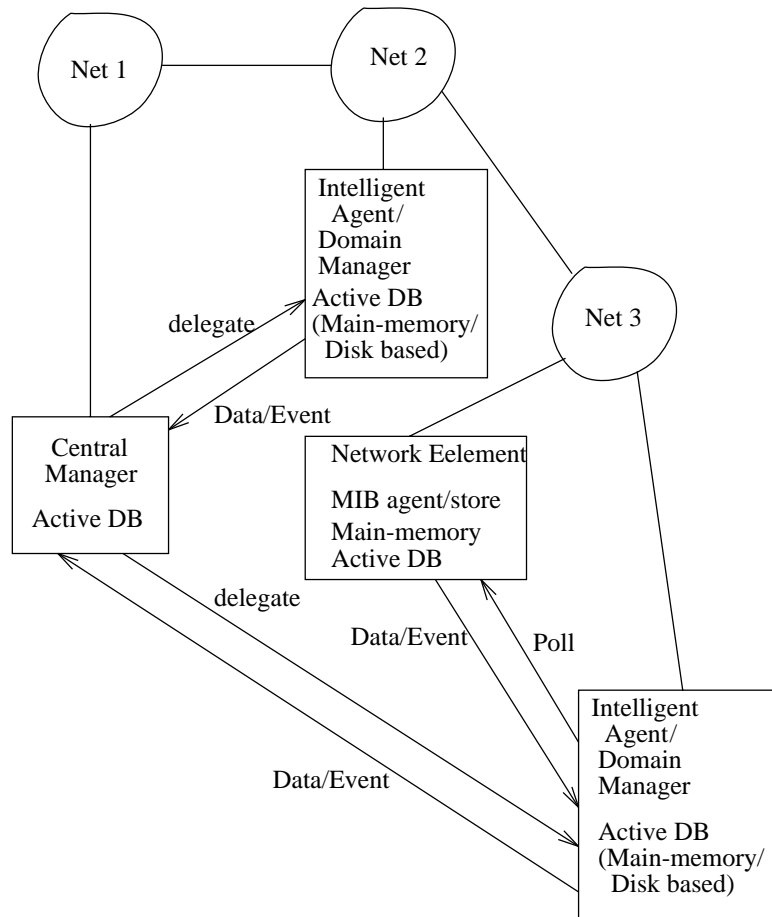 Net 1
Net 2
Intelligent
Agent/
Domain
Manager
Active DB
(Main-memory/
Disk based)
Net 3
delegate
Data/Event
Central
Manager
Active DB
Network Eelement
MIB agent/store
Main-memory
Active DB
delegate
Data/Event
Poll
Data/Event
Intelligent
Agent/
Domain
Manager
Active DB
(Main-memory/
Disk based)